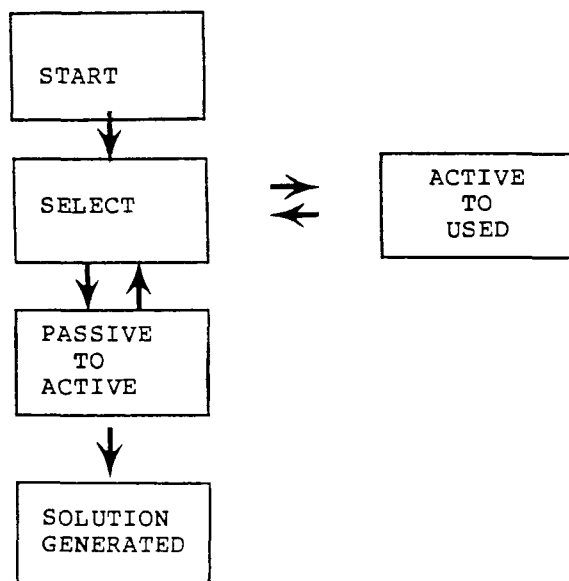 START
SELECT
ACTIVE
TO
USED
PASSIVE
TO
ACTIVE
SOLUTION
GENERATED